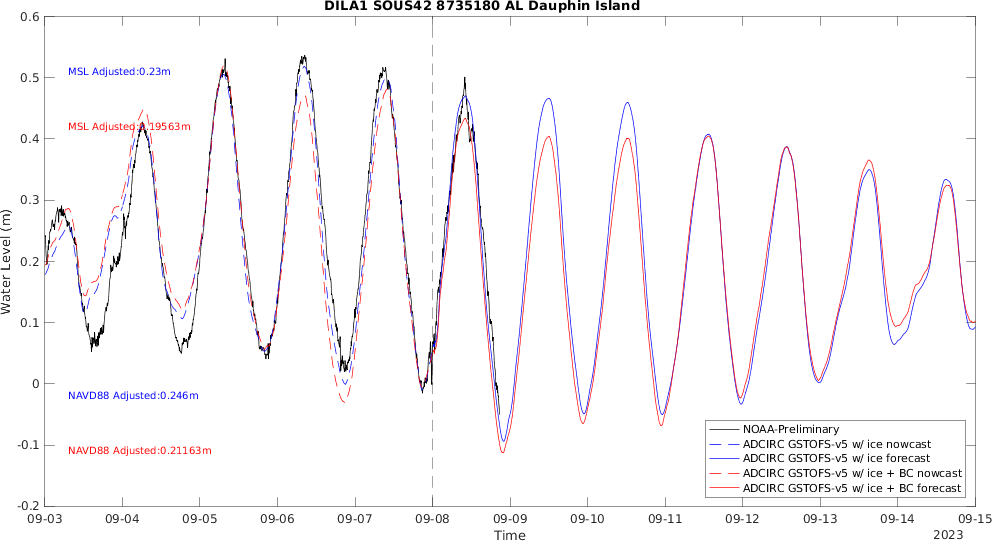 DILA1 SOUS42 8735180 AL Dauphin Island
0.6
0.5
0.4
0.3
0.2
0.1
0
-0.1
-0.2
Water Level (m)
MSL Adjusted:0.23m
MSL Adjusted:0.19563m
NAVD88 Adjusted:0.246m
NAVD88 Adjusted:0.21163m
NOAA-Preliminary
ADCIRC GSTOFS-v5 w/ ice nowcast
ADCIRC GSTOFS-v5 w/ ice forecast
ADCIRC GSTOFS-v5 w/ ice + BC nowcast
ADCIRC GSTOFS-v5 w/ ice + BC forecast
09-03 09-04 09-05 09-06 09-07 09-08 09-09 09-10 09-11 09-12 09-13 09-14 09-15
Time
2023